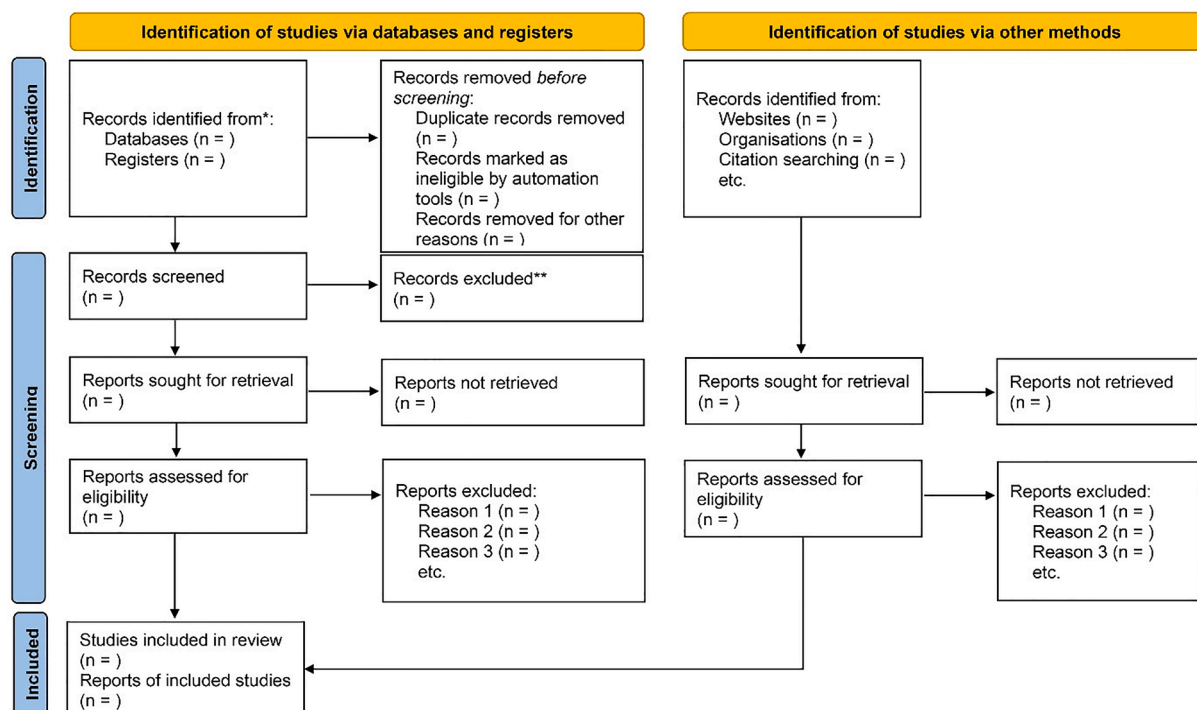 Identification of studies via databases and registers
Identification of studies via other methods
Identification
Records identified from*:
Databases (n = )
Registers (n = )
Records removed before
screening:
Duplicate records removed
(n = )
Records marked as
ineligible by automation
tools (n = )
Records removed for other
reasons (n = )
Records identified from:
Websites (n = )
Organisations (n = )
Citation searching (n = )
etc.
Screening
Records screened
(n = )
Records excluded**
(n = )
Reports sought for retrieval
(n = )
Reports not retrieved
(n = )
Reports sought for retrieval
(n = )
Reports not retrieved
(n = )
Reports assessed for
eligibility
(n = )
Reports excluded:
Reason 1 (n = )
Reason 2 (n = )
Reason 3 (n = )
etc.
Reports assessed for
eligibility
(n = )
Reports excluded:
Reason 1 (n = )
Reason 2 (n = )
Reason 3 (n = )
etc.
Included
Studies included in review
(n = )
Reports of included studies
(n = )